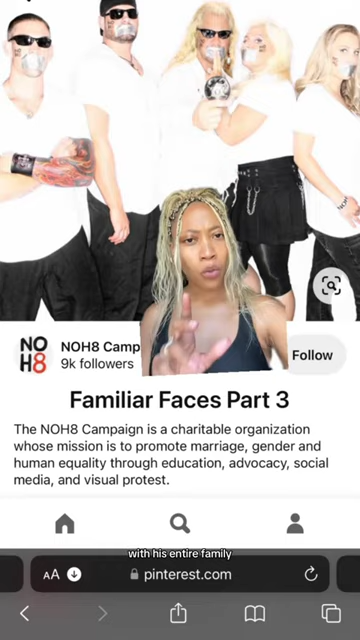 NO
H8
NOH8 Camp
9k followers
Follow
Familiar Faces Part 3
The NOH8 Campaign is a charitable organization
whose mission is to promote marriage, gender and
human equality through education, advocacy, social
media, and visual protest.
with his entire family
AA
pinterest.com